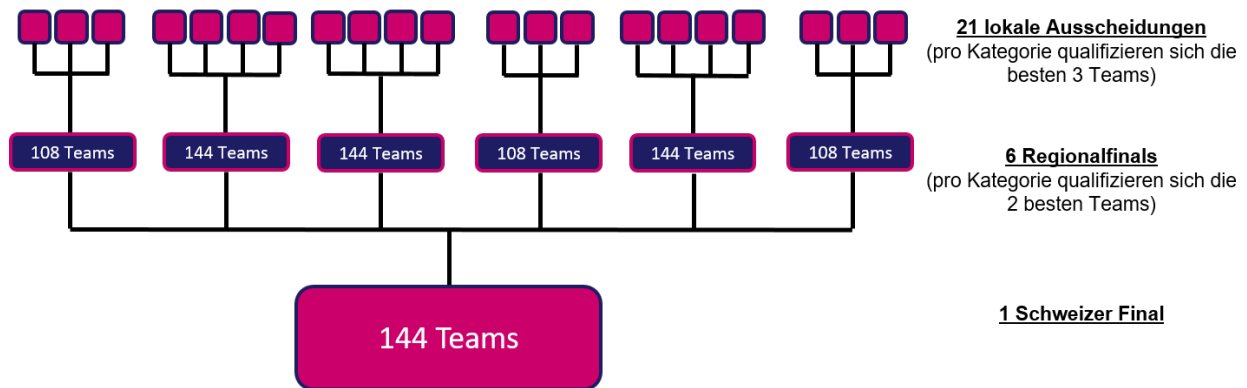 21 lokale Ausscheidungen
(pro Kategorie qualifizieren sich die
besten 3 Teams)
108 Teams
144 Teams
144 Teams
108 Teams
144 Teams
108 Teams
6 Regionalfinals
(pro Kategorie qualifizieren sich die
2 besten Teams)
144 Teams
1 Schweizer Final